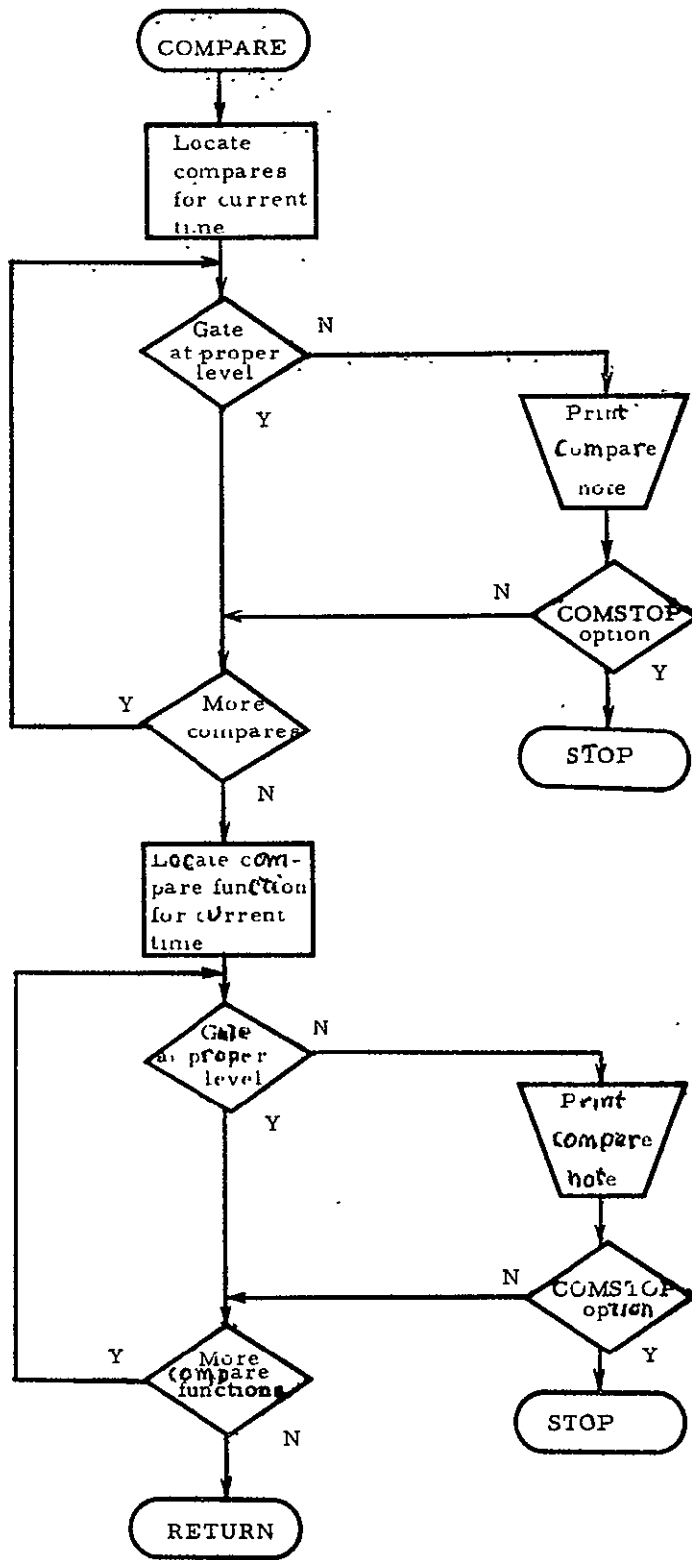 COMPARE
Locate
compares
for current
time
Gate
at proper
level
N
Y
Print
Compare
note
COMSTOP
option
N
Y
STOP
More
compares
Y
N
Locate com-
pare function
for current
time
Gate
at proper
level
N
Y
Print
compare
note
COMSTOP
option
N
Y
STOP
More
compare
functions
Y
N
RETURN